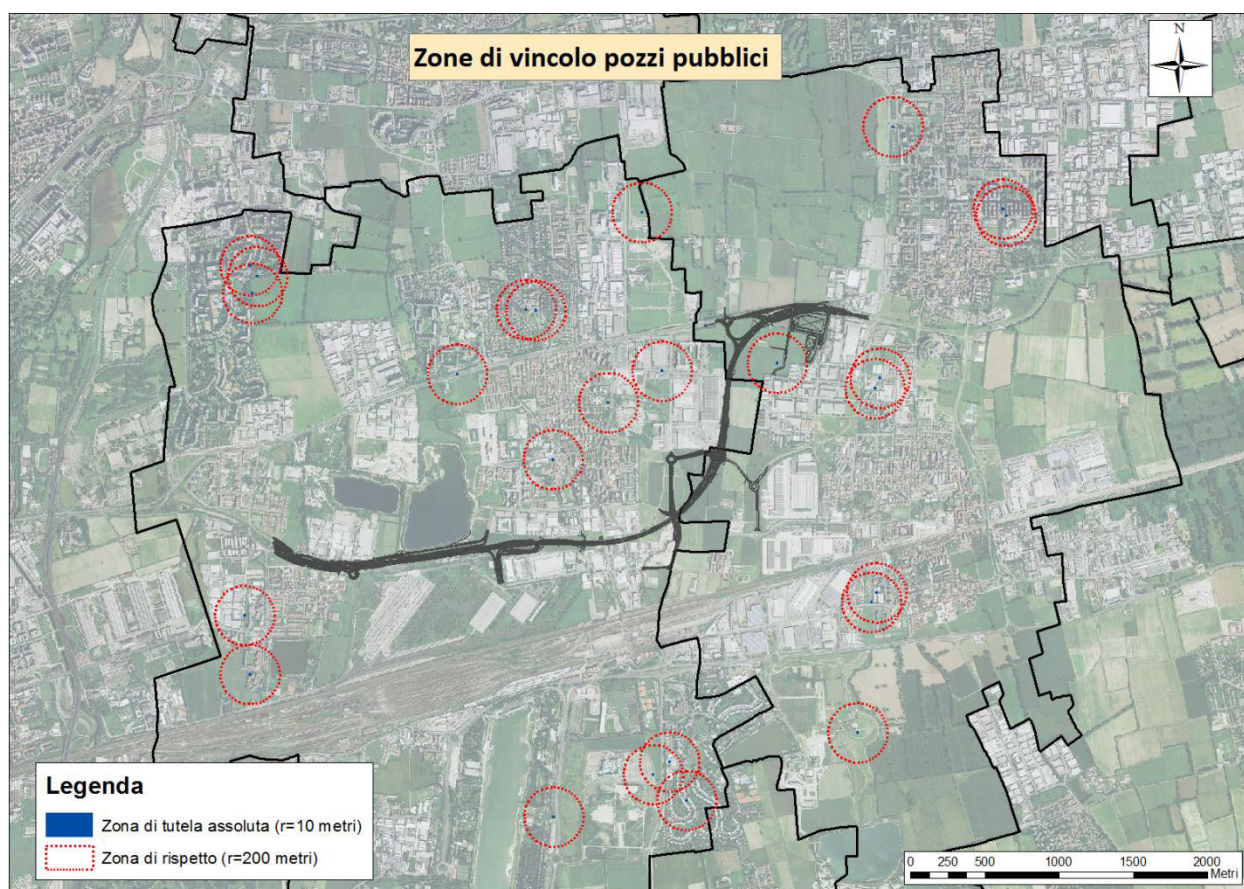 Zone di vincolo pozzi pubblici
N
Legenda
Zona di tutela assoluta (r=10 metri)
Zona di rispetto (r=200 metri)
0 250 500 1000 1500 2000
Metri